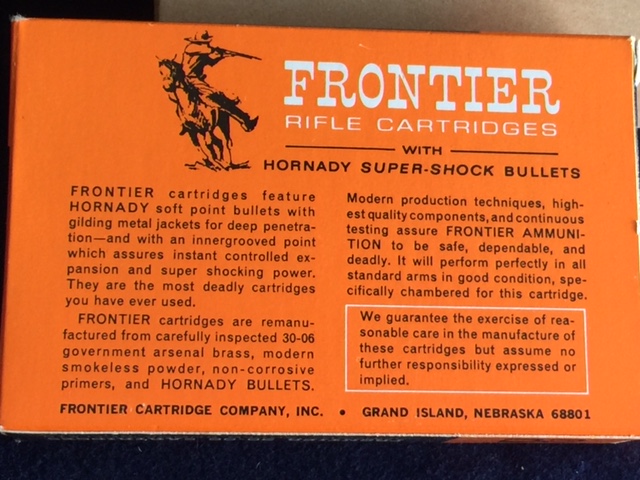 FRONTIER
RIFLE CARTRIDGES
WITH
HORNADY SUPER-SHOCK BULLETS
FRONTIER cartridges feature
HORNADY soft point bullets with
gilding metal jackets for deep penetra-
tion—and with an innergrooved point
which assures instant controlled ex-
pansion and super shocking power.
They are the most deadly cartridges
you have ever used.
FRONTIER cartridges are remanu-
factured from carefully inspected 30-06
government arsenal brass, modern
smokeless powder, non-corrosive
primers, and HORNADY BULLETS.
Modern production techniques, high-
est quality components, and continuous
testing assure FRONTIER AMMUNI-
TION to be safe, dependable, and
deadly. It will perform perfectly in all
standard arms in good condition, spe-
cifically chambered for this cartridge.
We guarantee the exercise of rea-
sonable care in the manufacture of
these cartridges but assume no
further responsibility expressed or
implied.
FRONTIER CARTRIDGE COMPANY, INC. • GRAND ISLAND, NEBRASKA 68801